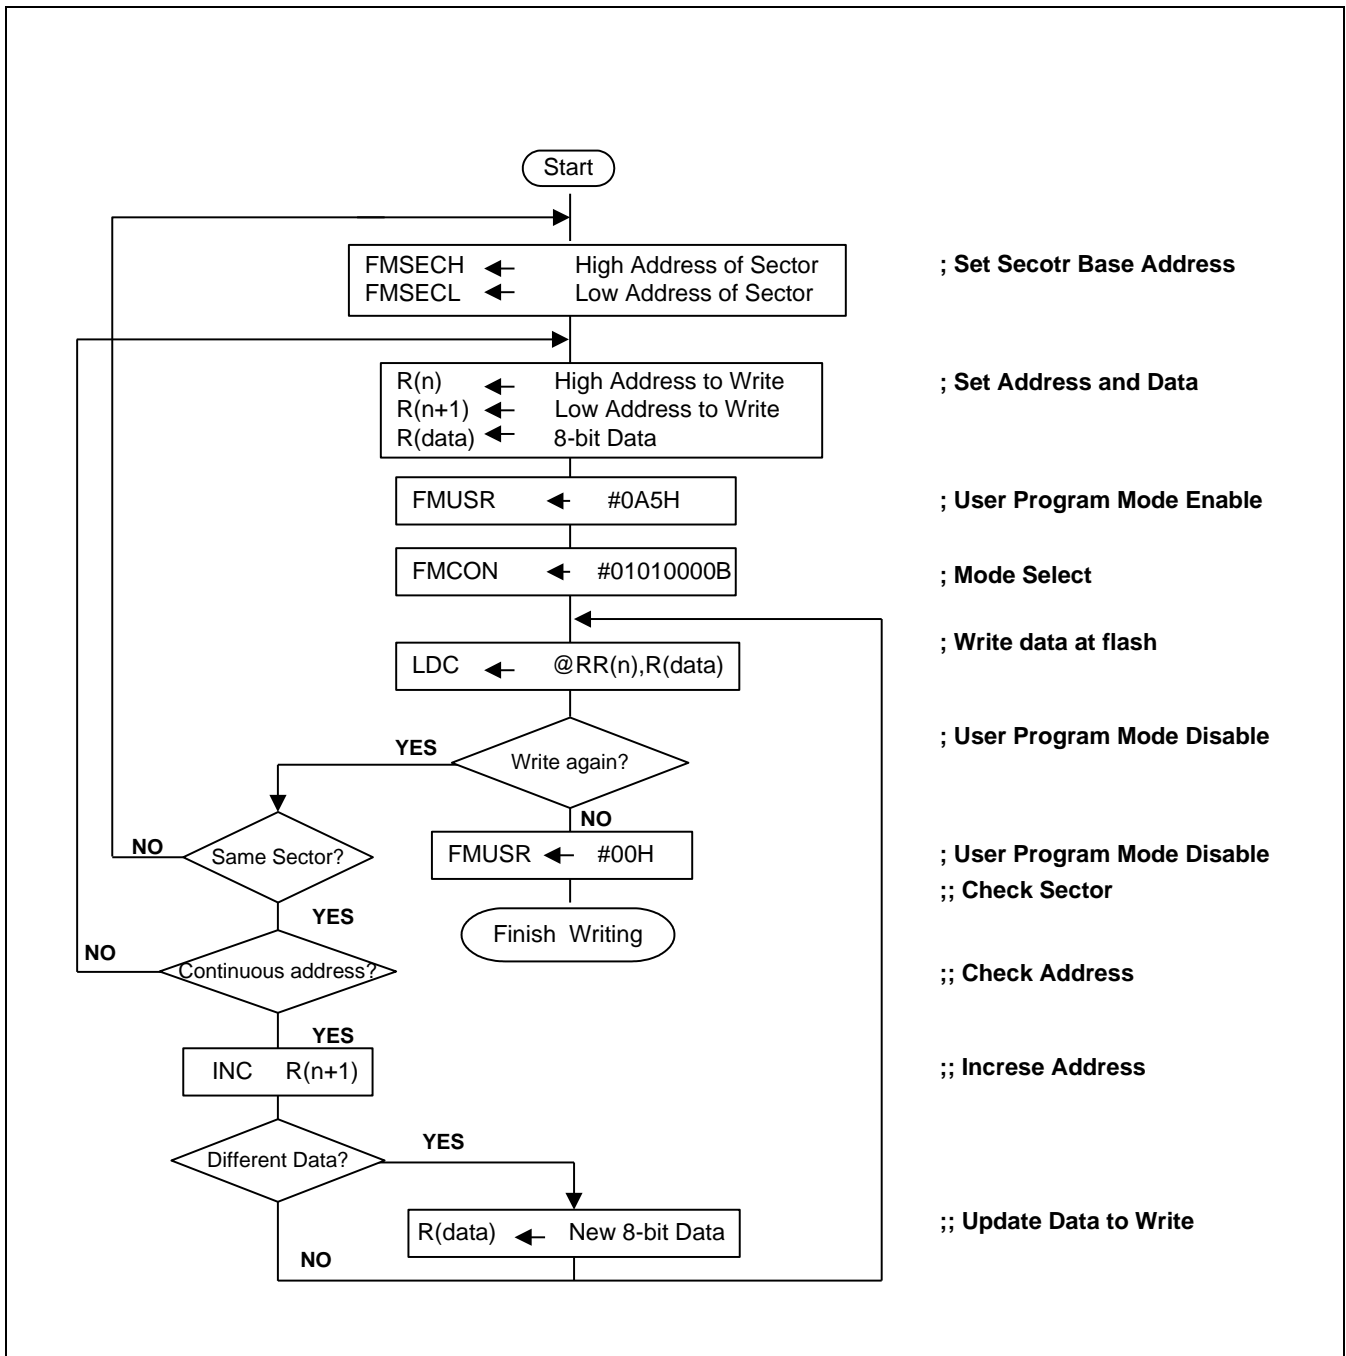 Start
FMSECH ← High Address of Sector ; Set Secotr Base Address
FMSECL ← Low Address of Sector
R(n) ← High Address to Write ; Set Address and Data
R(n+1) ← Low Address to Write
R(data) ← 8-bit Data
FMUSR ← #0A5H ; User Program Mode Enable
FMCON ← #01010000B ; Mode Select
; Write data at flash
LDC ← @RR(n),R(data)
; User Program Mode Disable
YES
Write again?
NO
NO
Same Sector?
FMUSR ← #00H ; User Program Mode Disable
;; Check Sector
YES
Finish Writing
NO
Continuous address? ;; Check Address
YES
INC R(n+1) ;; Increse Address
YES
Different Data?
R(data) ← New 8-bit Data ;; Update Data to Write
NO